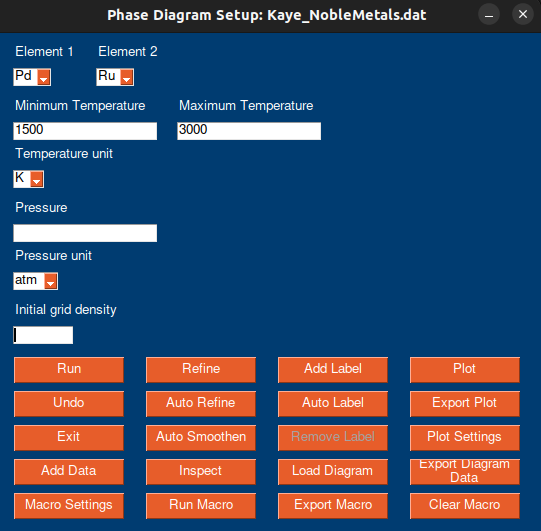 Phase Diagram Setup: Kaye_NobleMetals.dat
Element 1 Element 2
Pd Ru
Minimum Temperature Maximum Temperature
1500 3000
Temperature unit
K
Pressure
Pressure unit
atm
Initial grid density
Run Refine Add Label Plot
Undo Auto Refine Auto Label Export Plot
Exit Auto Smoothen Remove Label Plot Settings
Add Data Inspect Load Diagram Export Diagram
Data
Macro Settings Run Macro Export Macro Clear Macro